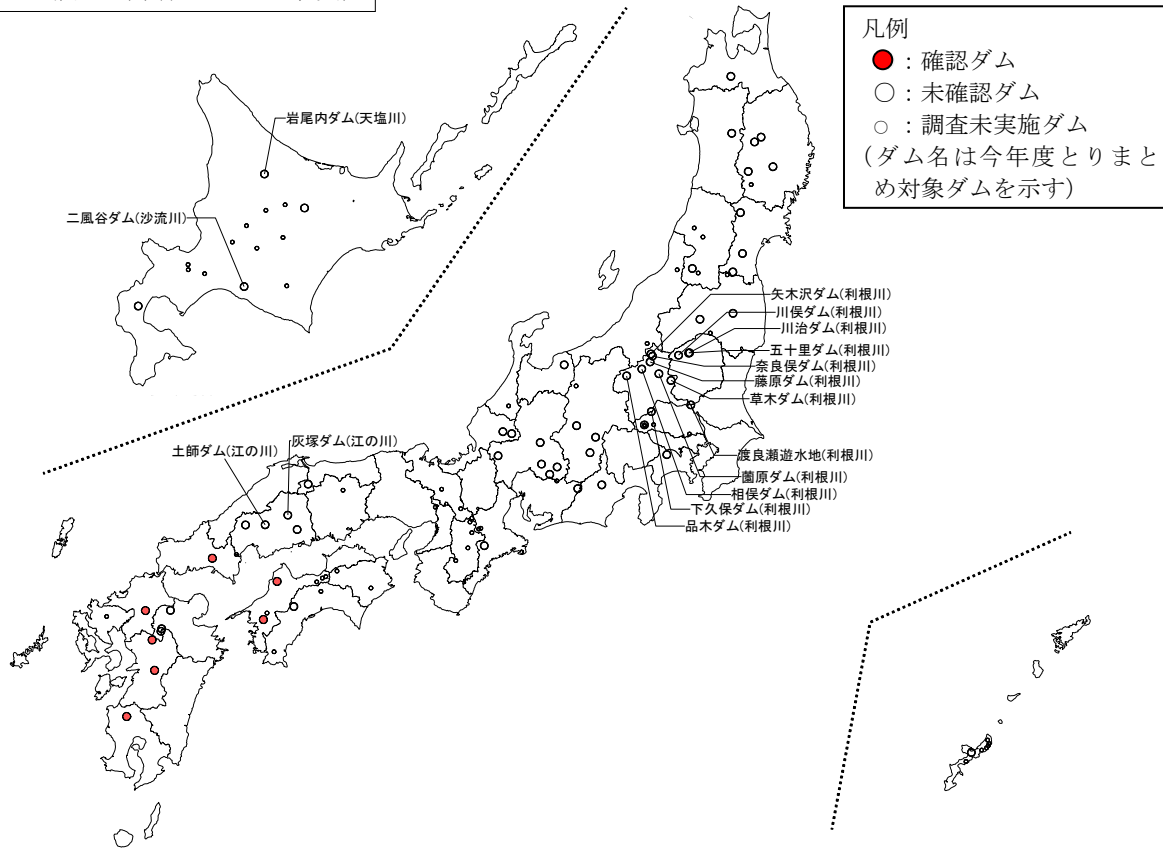 凡例
●：確認ダム
○：未確認ダム
○：調査未実施ダム
(ダム名は今年度とりまと
め対象ダムを示す)
岩尾内ダム(天塩川)
二風谷ダム(沙流川)
矢木沢ダム(利根川)
川俣ダム(利根川)
川治ダム(利根川)
五十里ダム(利根川)
奈良俣ダム(利根川)
藤原ダム(利根川)
草木ダム(利根川)
渡良瀬遊水地(利根川)
薗原ダム(利根川)
相俣ダム(利根川)
下久保ダム(利根川)
品木ダム(利根川)
灰塚ダム(江の川)
土師ダム(江の川)